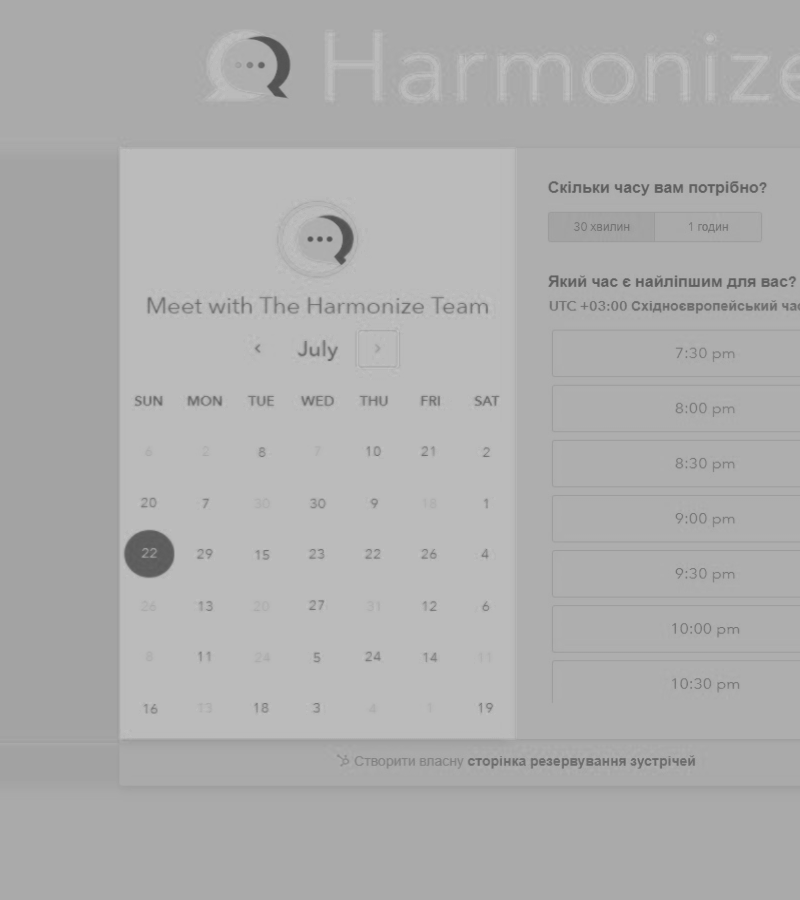 Harmonize
Meet with The Harmonize Team
July
SUN MON TUE WED THU FRI SAT
6 2 8 7 10 21 2
20 7 30 30 9 18 1
22 29 15 23 22 26 4
26 13 20 27 31 12 6
8 11 24 5 24 14 11
16 13 18 3 4 1 19
Скільки часу вам потрібно?
30 хвилин 1 годин
Який час є найліпшим для вас?
UTC +03:00 Східноєвропейський час
7:30 pm
8:00 pm
8:30 pm
9:00 pm
9:30 pm
10:00 pm
10:30 pm
Створити власну сторінка резервування зустрічей